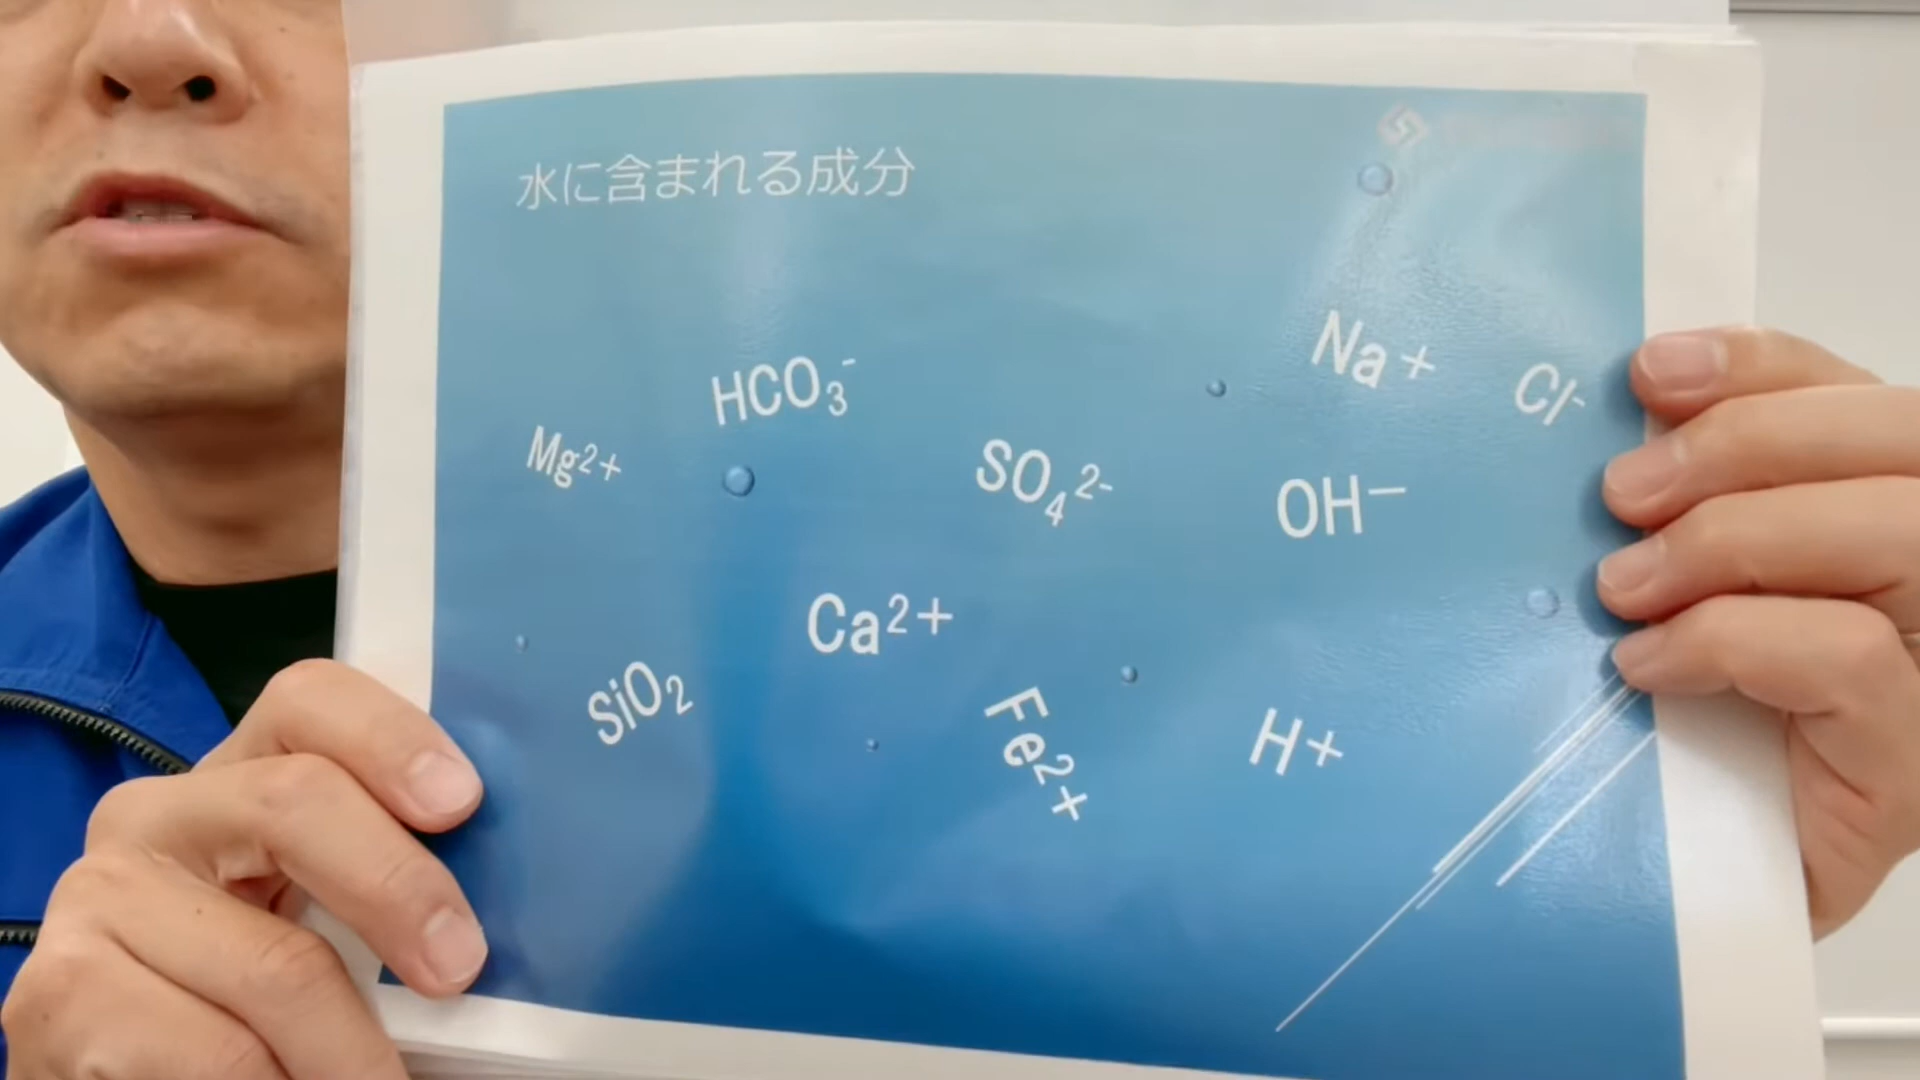 水に含まれる成分
Na+
Cl-
HCO₃⁻
Mg²⁺
SO₄²⁻
OH⁻
Ca²⁺
SiO₂
Fe²⁺
H+